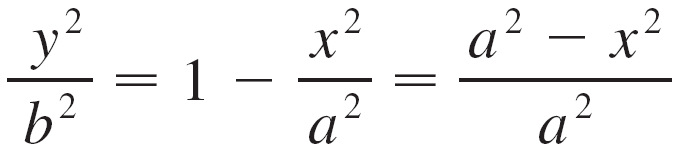 y²/b² = 1 − x²/a² = (a² − x²)/a²